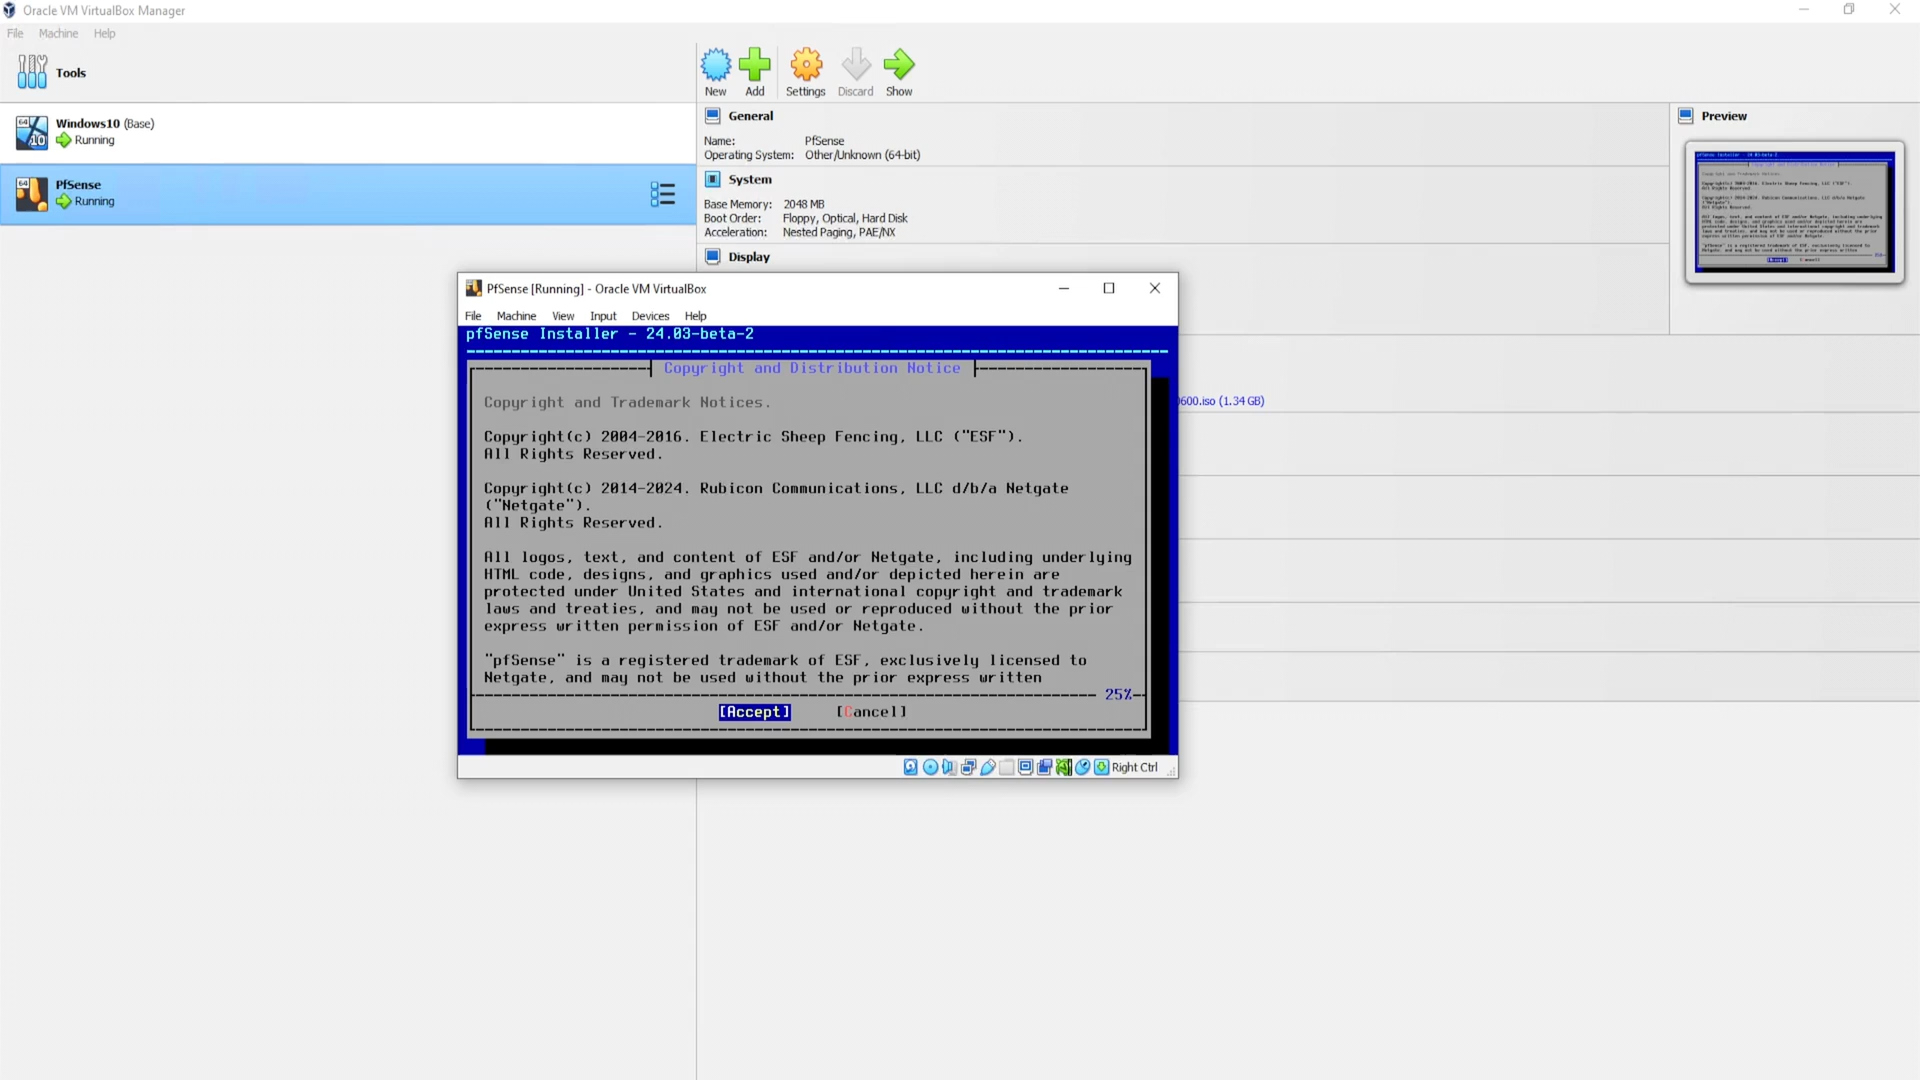 Oracle VM VirtualBox Manager
File Machine Help
Tools
New Add Settings Discard Show
Windows10 (Base)
Running
PfSense
Running
General
Name: PfSense
Operating System: Other/Unknown (64-bit)
System
Base Memory: 2048 MB
Boot Order: Floppy, Optical, Hard Disk
Acceleration: Nested Paging, PAE/NX
Display
Preview
600.iso (1.34 GB)
PfSense [Running] - Oracle VM VirtualBox
File Machine View Input Devices Help
pfSense Installer - 24.03-beta-2
Copyright and Distribution Notice
Copyright and Trademark Notices.
Copyright(c) 2004-2016. Electric Sheep Fencing, LLC ("ESF").
All Rights Reserved.
Copyright(c) 2014-2024. Rubicon Communications, LLC d/b/a Netgate
("Netgate").
All Rights Reserved.
All logos, text, and content of ESF and/or Netgate, including underlying
HTML code, designs, and graphics used and/or depicted herein are
protected under United States and international copyright and trademark
laws and treaties, and may not be used or reproduced without the prior
express written permission of ESF and/or Netgate.
"pfSense" is a registered trademark of ESF, exclusively licensed to
Netgate, and may not be used without the prior express written
25%
[Accept] [Cancel]
Right Ctrl